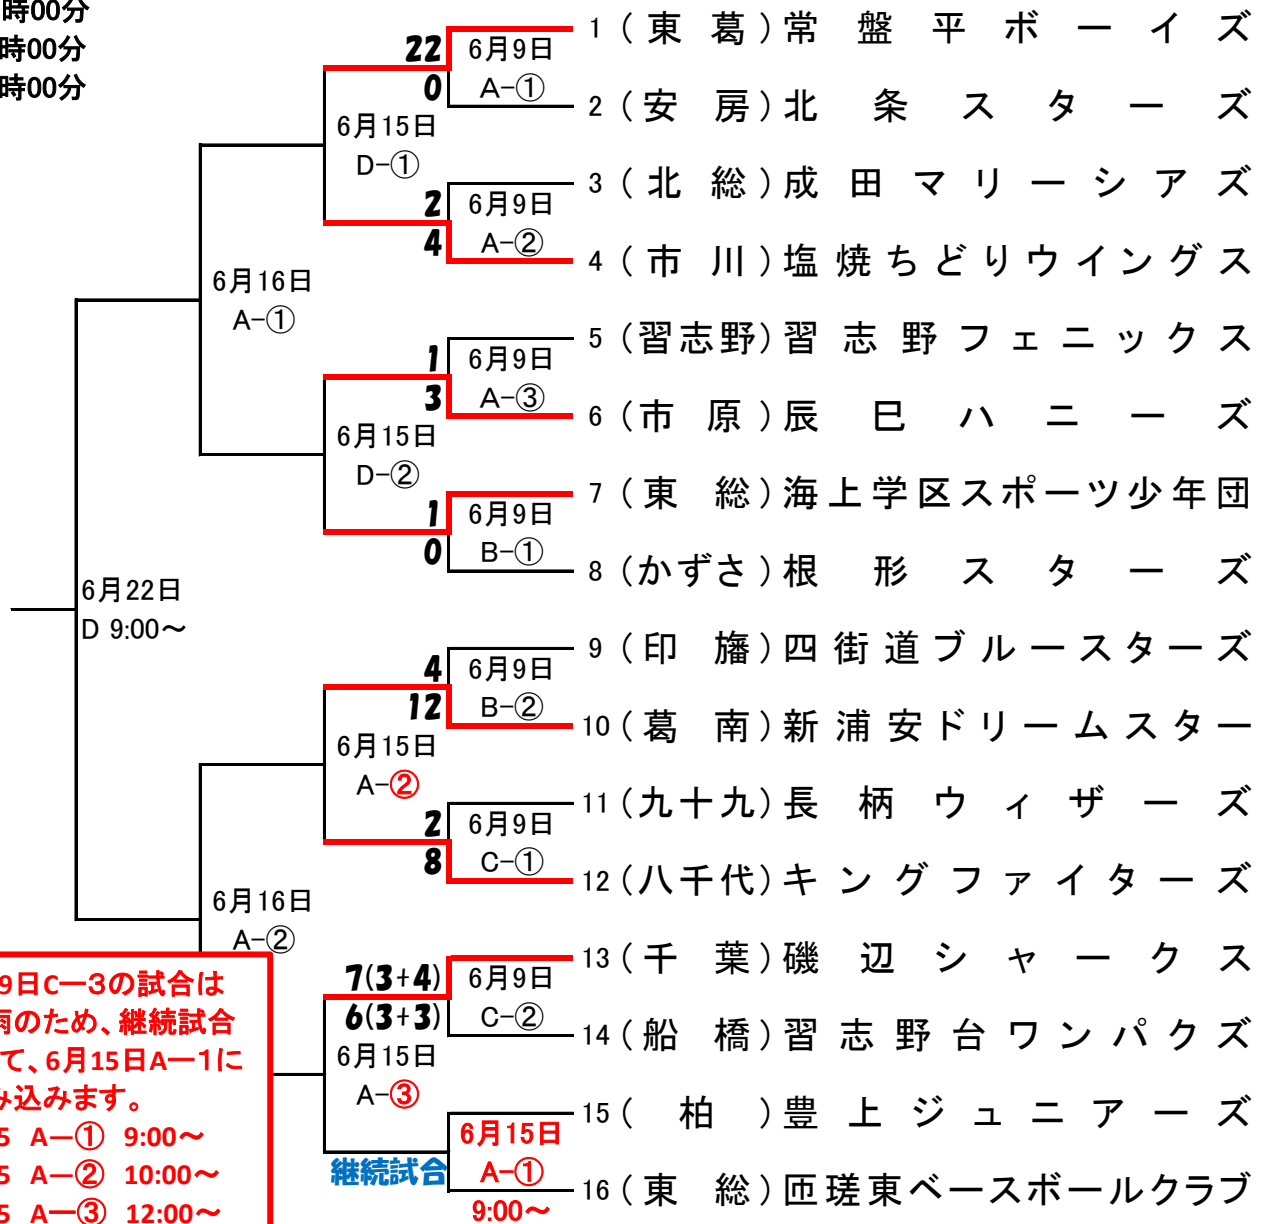 時00分
時00分
時00分
1 (東 葛) 常盤平ボーイズ
22 6月9日
0 A-①
2 (安 房) 北条スターズ
6月15日
D-①
3 (北 総) 成田マリーシアズ
2 6月9日
4 A-②
4 (市 川) 塩焼ちどりウイングス
6月16日
A-①
5 (習志野) 習志野フェニックス
1 6月9日
3 A-③
6 (市 原) 辰巳ハニーズ
6月15日
D-②
7 (東 総) 海上学区スポーツ少年団
1 6月9日
0 B-①
8 (かずさ) 根形スターズ
6月22日
D 9:00～
9 (印 旛) 四街道ブルースターズ
4 6月9日
12 B-②
10 (葛 南) 新浦安ドリームスター
6月15日
A-②
11 (九十九) 長柄ウィザーズ
2 6月9日
8 C-①
12 (八千代) キングファイターズ
6月16日
A-②
13 (千 葉) 磯辺シャークス
7(3+4) 6月9日
6(3+3) C-②
14 (船 橋) 習志野台ワンパクズ
6月15日
A-③
15 (柏) 豊上ジュニアーズ
6月15日
継続試合 A-①
9:00～
16 (東 総) 匝瑳東ベースボールクラブ
9日C—3の試合は
雨のため、継続試合
て、6月15日A—1に
み込みます。
5 A—① 9:00～
5 A—② 10:00～
5 A—③ 12:00～